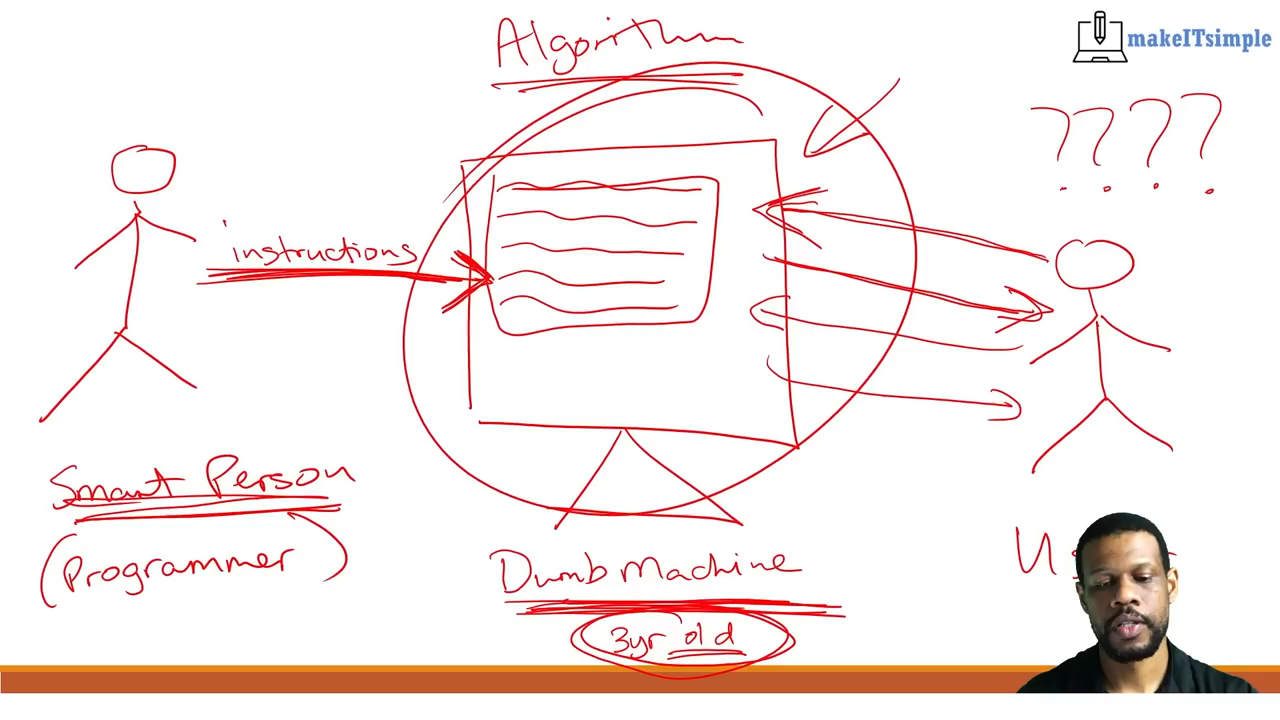 Algorithm
makeITsimple
????
instructions
Smart Person
(Programmer)
Dumb Machine
3yr old